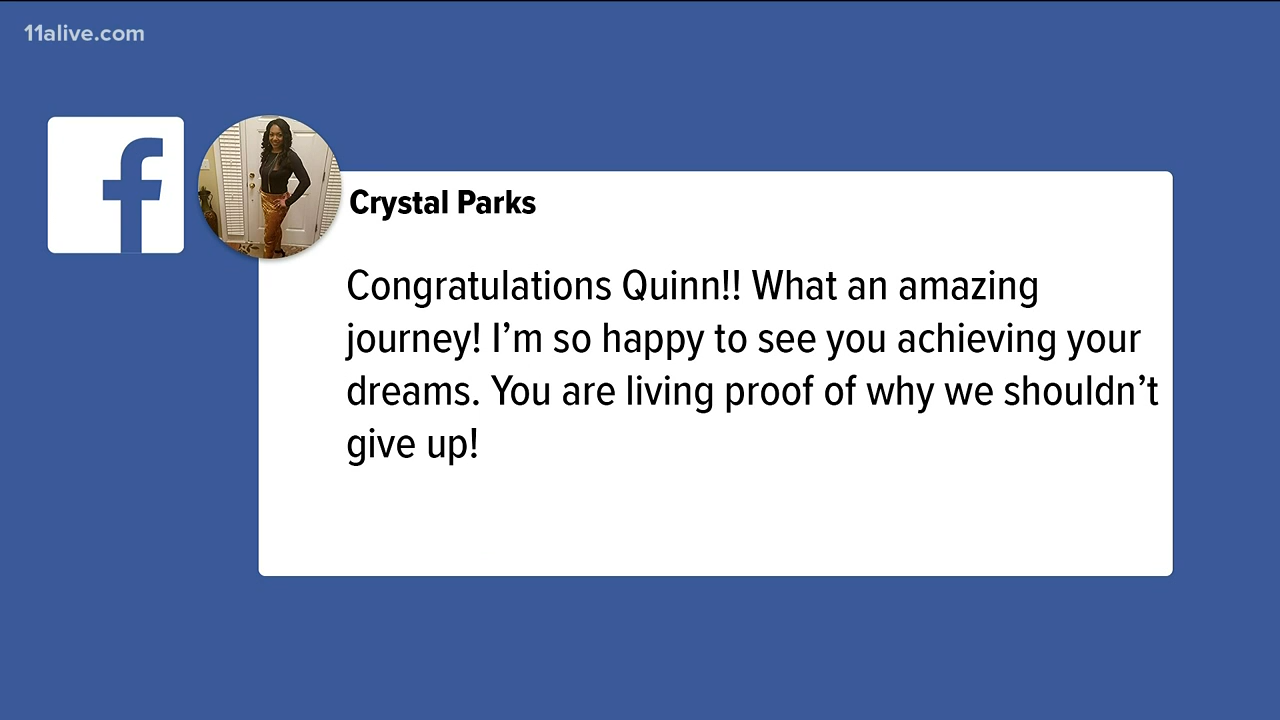 11alive.com
f
Crystal Parks
Congratulations Quinn!! What an amazing
journey! I’m so happy to see you achieving your
dreams. You are living proof of why we shouldn’t
give up!